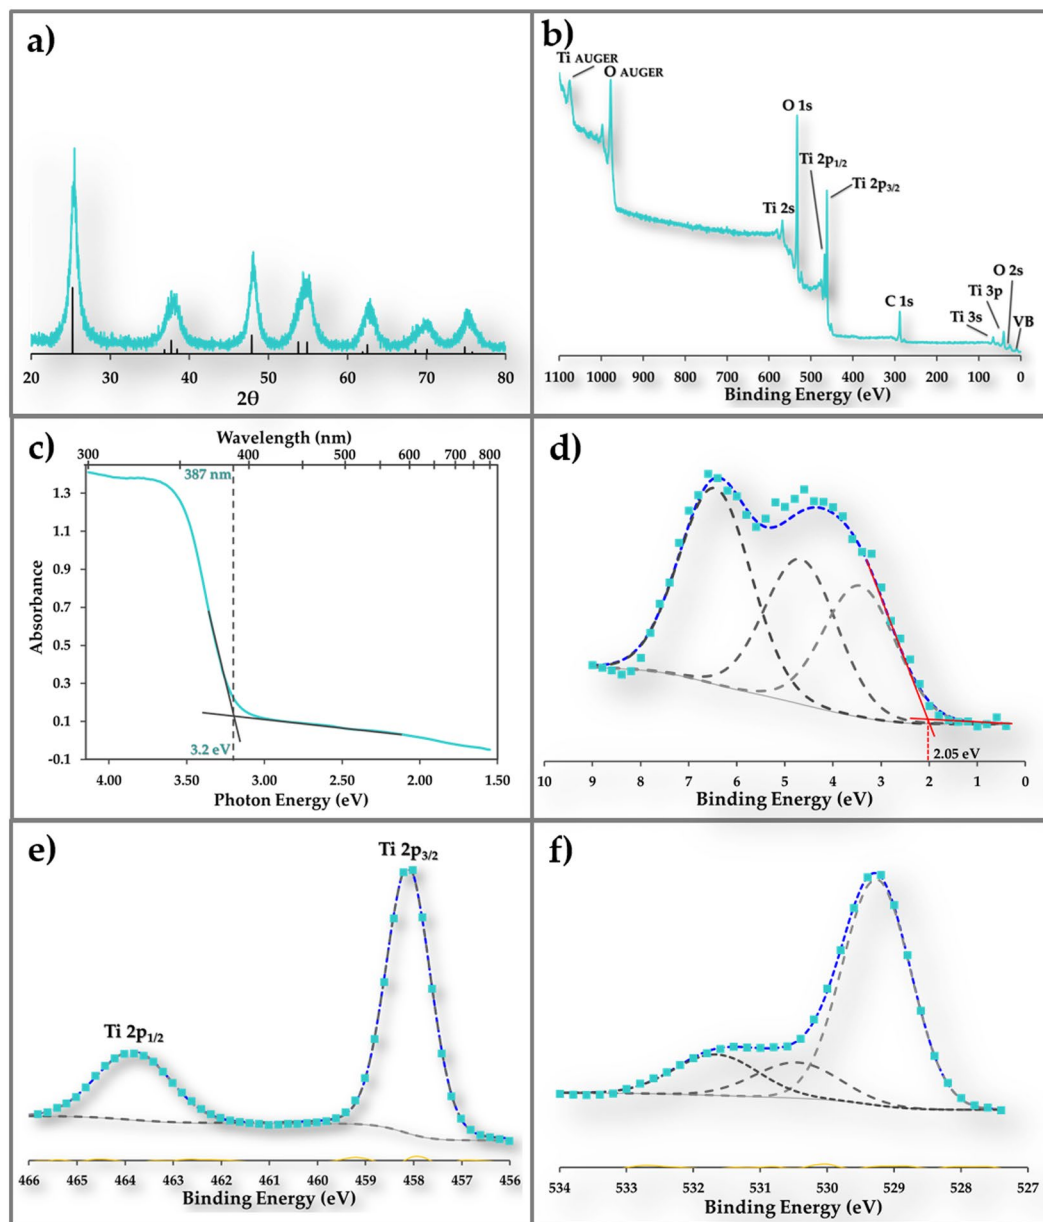 a)
20 30 40 50 60 70 80
2θ
b)
Ti AUGER
O AUGER
O 1s
Ti 2p1/2
Ti 2p3/2
Ti 2s
C 1s
Ti 3s
Ti 3p
O 2s
VB
1100 1000 900 800 700 600 500 400 300 200 100 0
Binding Energy (eV)
c)
Wavelength (nm)
300 400 500 600 700 800
387 nm
1.3
1.1
0.9
0.7
0.5
0.3
0.1
-0.1
Absorbance
3.2 eV
4.00 3.50 3.00 2.50 2.00 1.50
Photon Energy (eV)
d)
2.05 eV
10 9 8 7 6 5 4 3 2 1 0
Binding Energy (eV)
e)
Ti 2p3/2
Ti 2p1/2
466 465 464 463 462 461 460 459 458 457 456
Binding Energy (eV)
f)
534 533 532 531 530 529 528 527
Binding Energy (eV)